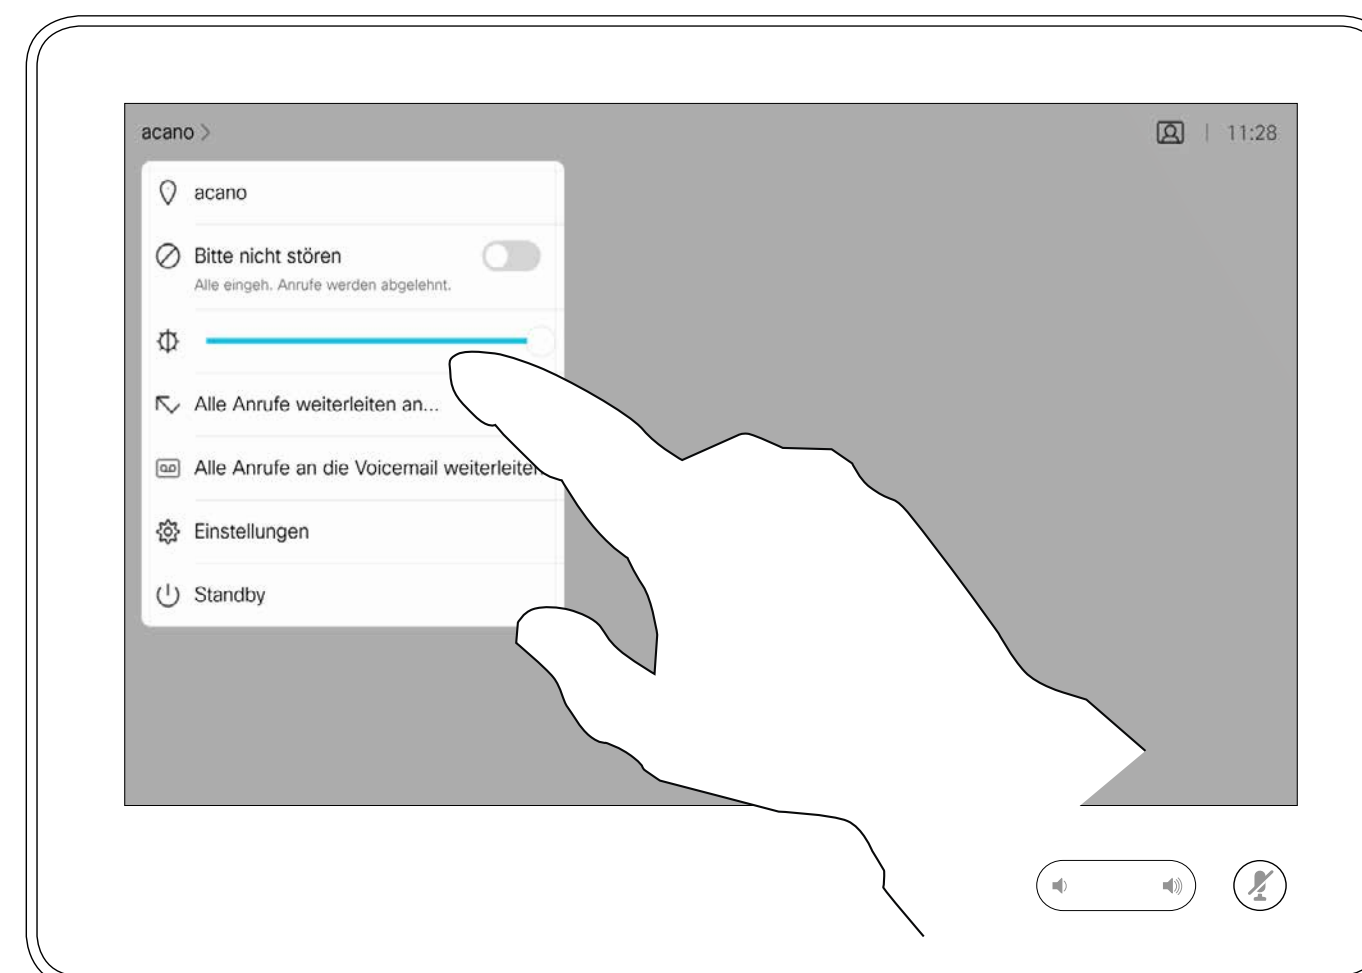 acano >
11:28
acano
Bitte nicht stören
Alle eingeh. Anrufe werden abgelehnt.
Alle Anrufe weiterleiten an...
Alle Anrufe an die Voicemail weiterleiten
Einstellungen
Standby